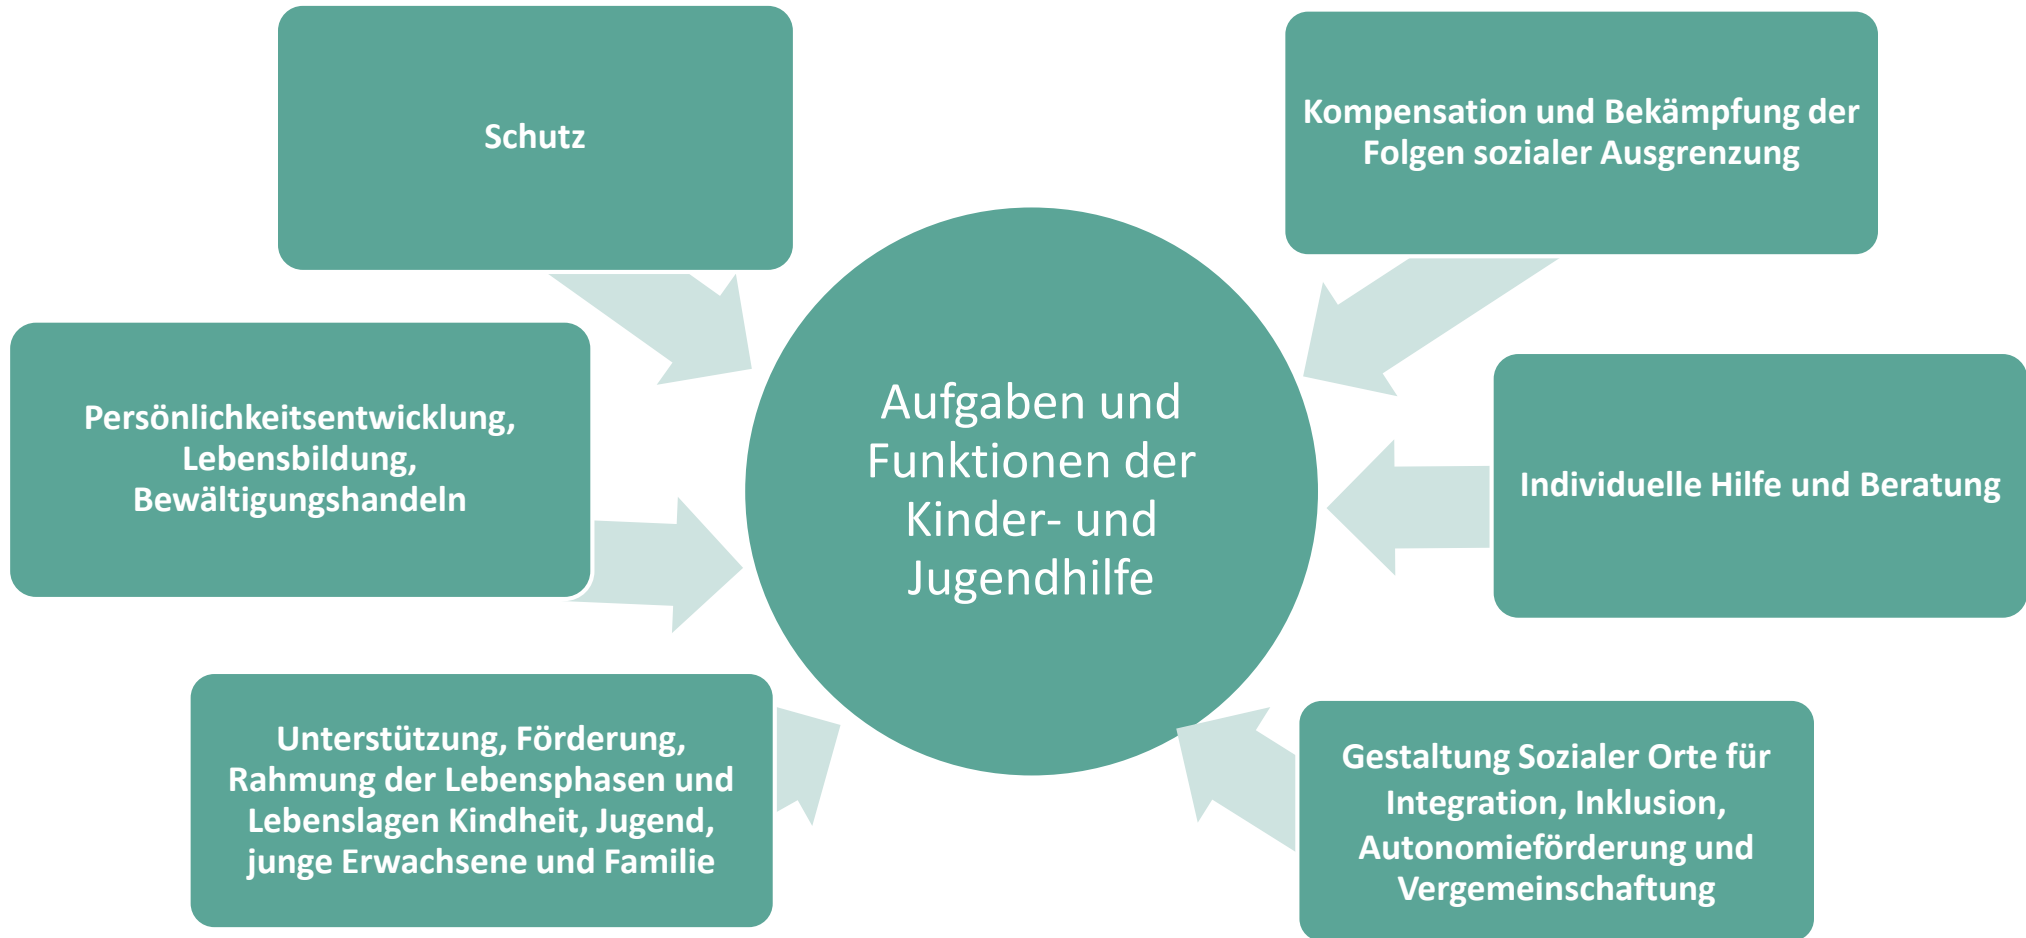 Schutz
Kompensation und Bekämpfung der
Folgen sozialer Ausgrenzung
Persönlichkeitsentwicklung,
Lebensbildung,
Bewältigungshandeln
Aufgaben und
Funktionen der
Kinder- und
Jugendhilfe
Individuelle Hilfe und Beratung
Unterstützung, Förderung,
Rahmung der Lebensphasen und
Lebenslagen Kindheit, Jugend,
junge Erwachsene und Familie
Gestaltung Sozialer Orte für
Integration, Inklusion,
Autonomieförderung und
Vergemeinschaftung